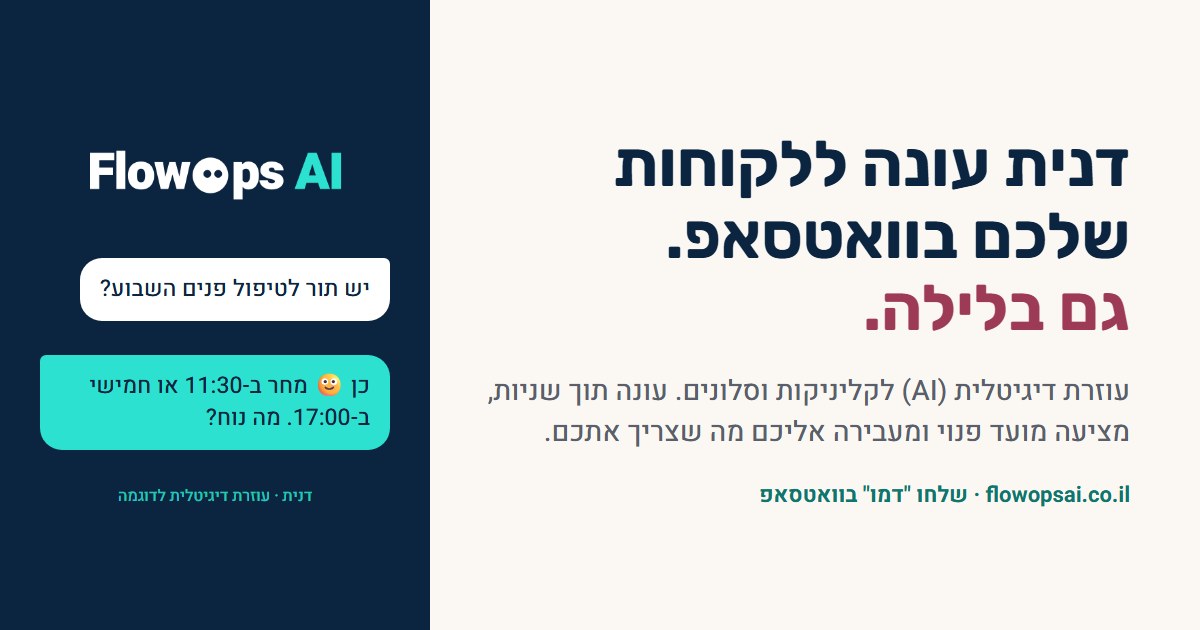 Flowops AI
יש תור לטיפול פנים השבוע?
כן 🙂 מחר ב-11:30 או חמישי
ב-17:00. מה נוח?
דנית · עוזרת דיגיטלית לדוגמה
דנית עונה ללקוחות
שלכם בוואטסאפ.
גם בלילה.
עוזרת דיגיטלית (AI) לקליניקות וסלונים. עונה תוך שניות,
מציעה מועד פנוי ומעבירה אליכם מה שצריך אתכם.
flowopsai.co.il · שלחו "דמו" בוואטסאפ